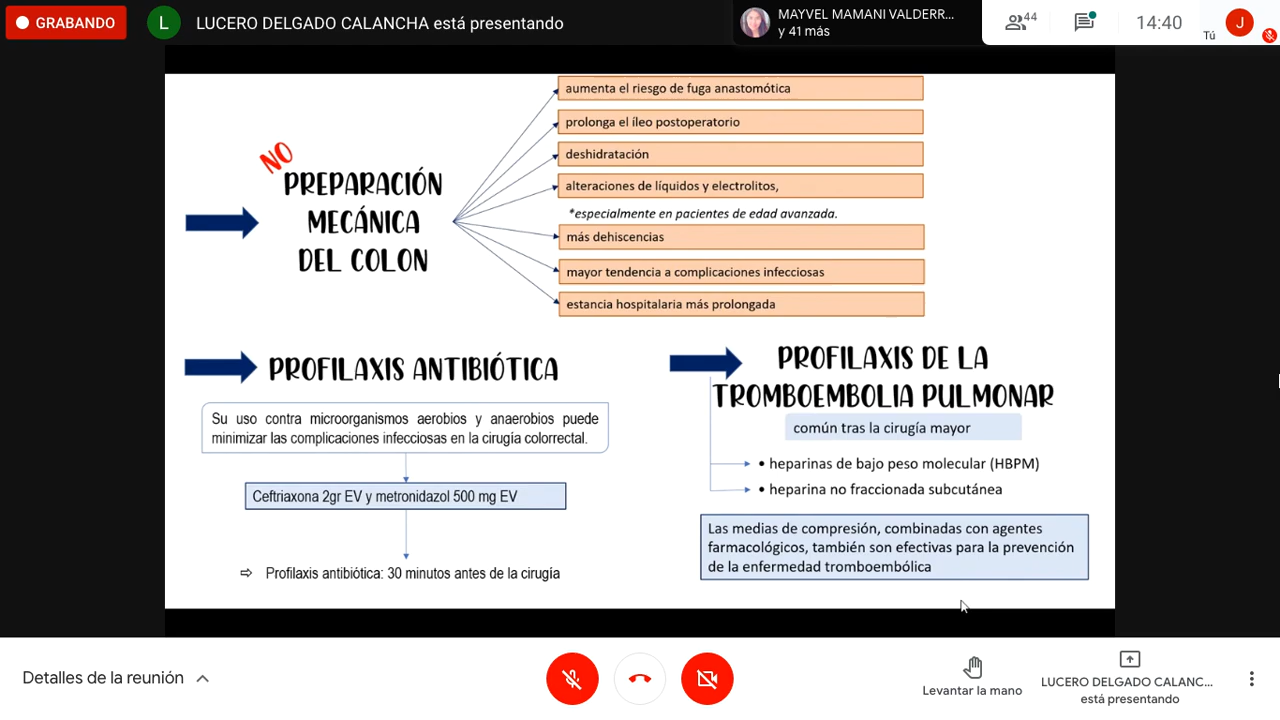 GRABANDO
L
LUCERO DELGADO CALANCHA está presentando
MAYVEL MAMANI VALDERR...
y 41 más
44
14:40
Tú
J
NO
PREPARACIÓN
MECÁNICA
DEL COLON
aumenta el riesgo de fuga anastomótica
prolonga el íleo postoperatorio
deshidratación
alteraciones de líquidos y electrolitos,
*especialmente en pacientes de edad avanzada.
más dehiscencias
mayor tendencia a complicaciones infecciosas
estancia hospitalaria más prolongada
PROFILAXIS ANTIBIÓTICA
Su uso contra microorganismos aerobios y anaerobios puede
minimizar las complicaciones infecciosas en la cirugía colorrectal.
Ceftriaxona 2gr EV y metronidazol 500 mg EV
⇨ Profilaxis antibiótica: 30 minutos antes de la cirugía
PROFILAXIS DE LA
TROMBOEMBOLIA PULMONAR
común tras la cirugía mayor
• heparinas de bajo peso molecular (HBPM)
• heparina no fraccionada subcutánea
Las medias de compresión, combinadas con agentes
farmacológicos, también son efectivas para la prevención
de la enfermedad tromboembólica
Detalles de la reunión
Levantar la mano
LUCERO DELGADO CALANC...
está presentando